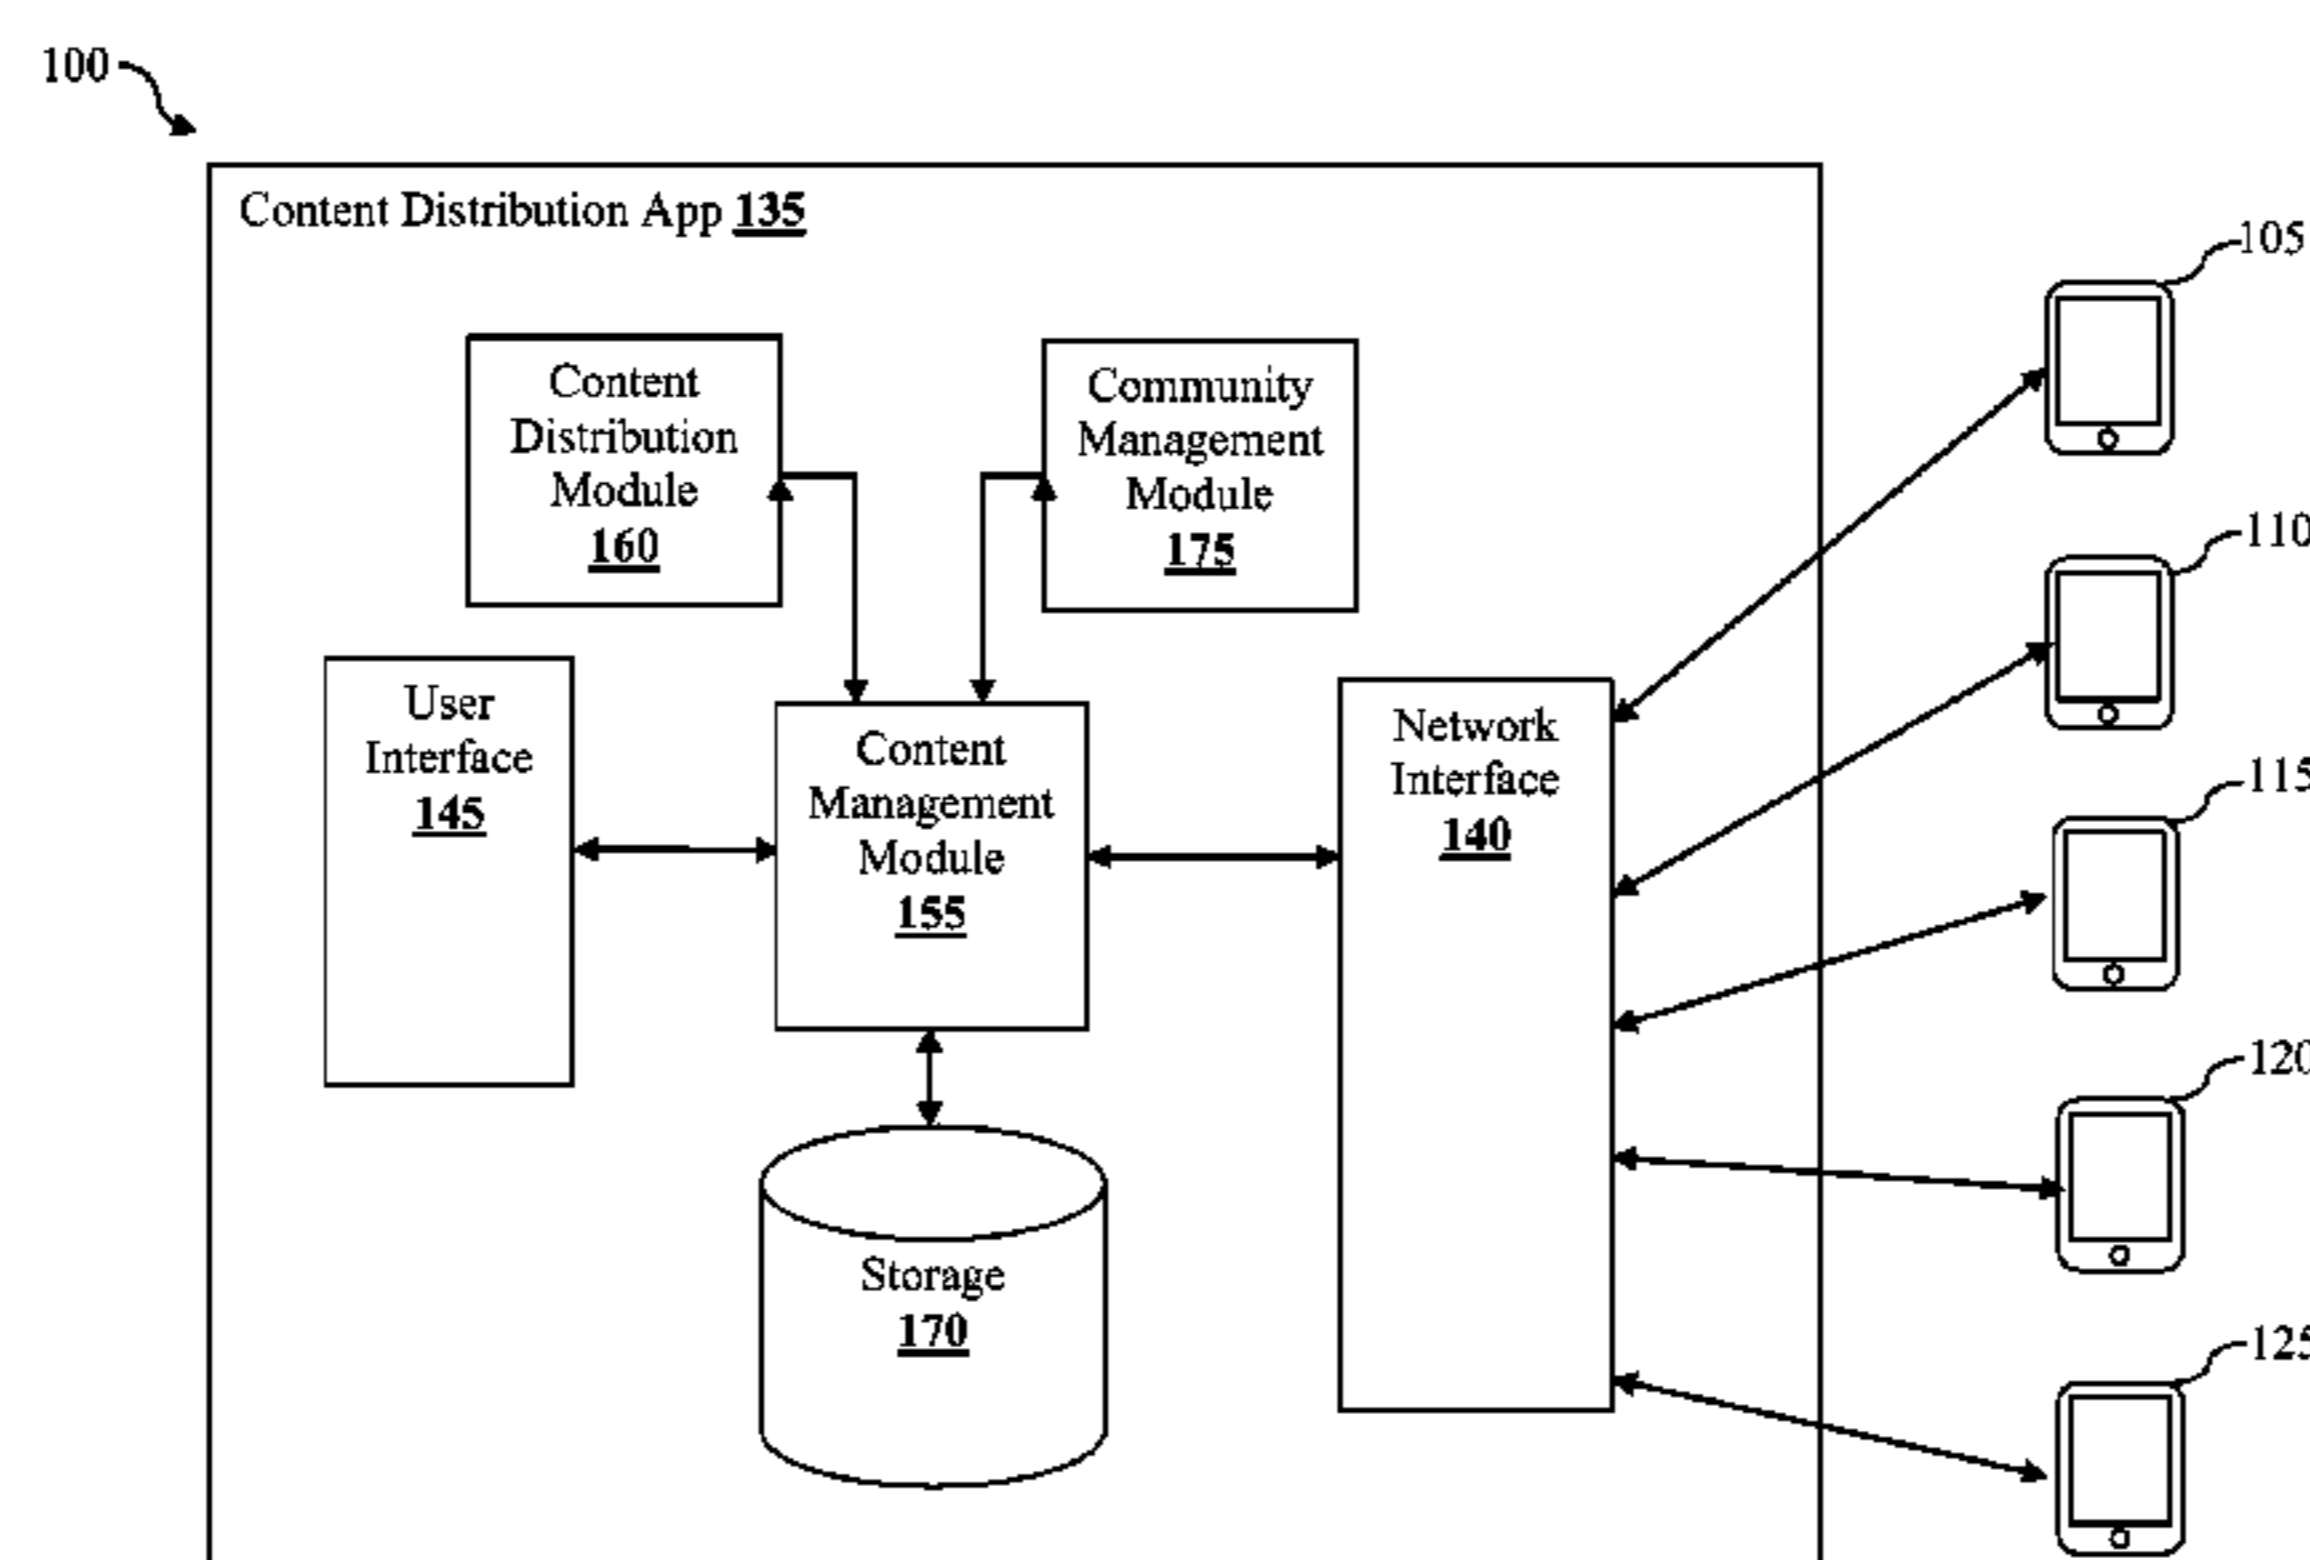 100
Content Distribution App 135
105
Content
Distribution
Module
160
Community
Management
Module
175
110
User
Interface
145
Content
Management
Module
155
Network
Interface
140
115
120
Storage
170
125